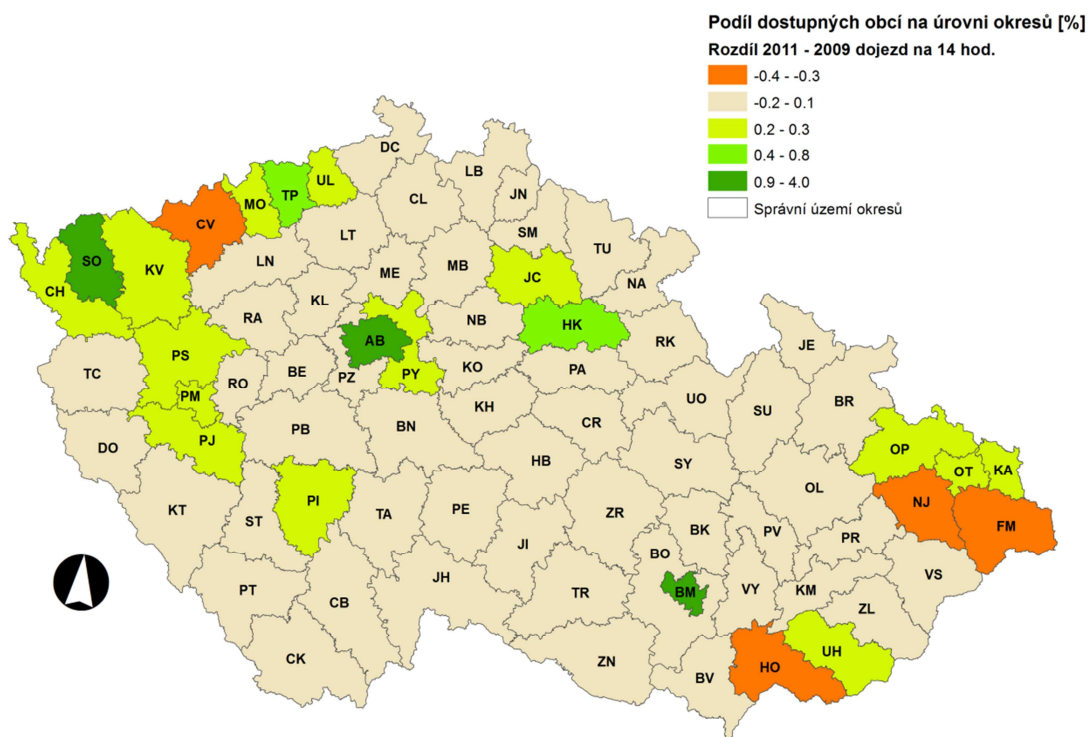 Podíl dostupných obcí na úrovni okresů [%]
Rozdíl 2011 - 2009 dojezd na 14 hod.
-0.4 - -0.3
-0.2 - 0.1
0.2 - 0.3
0.4 - 0.8
0.9 - 4.0
Správní území okresů
DC
LB
UL
TP
JN
CL
MO
CV
SM
LT
TU
SO
LN
ME
MB
JC
NA
KV
CH
KL
RA
NB
HK
AB
RK
JE
PS
TC
RO
BE
PZ
PY
KO
PA
PM
UO
SU
BR
KH
CR
PB
BN
PJ
DO
OP
HB
SY
OT
KA
OL
PI
NJ
KT
ST
TA
PE
ZR
FM
BK
PV
PR
JI
BO
VS
JH
PT
CB
TR
BM
VY
KM
ZL
UH
CK
ZN
HO
BV